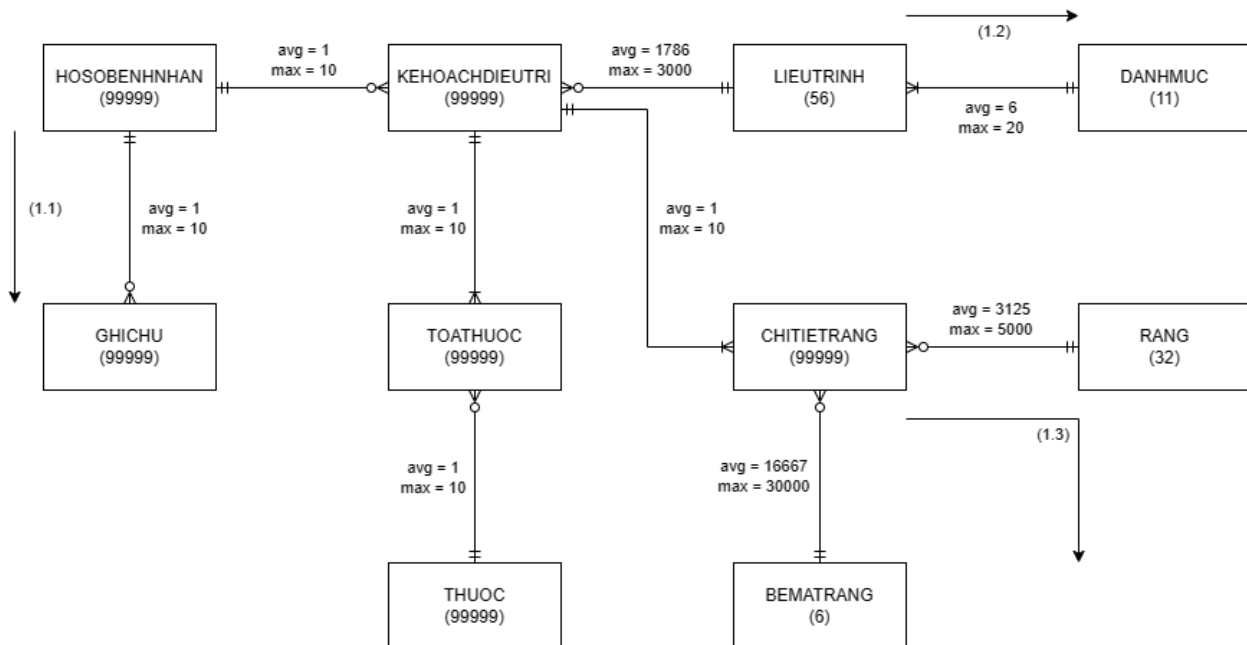 (1.2)
avg = 1
max = 10
avg = 1786
max = 3000
HOSOBENHNHAN
(99999)
KEHOACHDIEUTRI
(99999)
LIEUTRINH
(56)
DANHMUC
(11)
avg = 6
max = 20
(1.1)
avg = 1
max = 10
avg = 1
max = 10
avg = 1
max = 10
GHICHU
(99999)
TOATHUOC
(99999)
CHITIETRANG
(99999)
avg = 3125
max = 5000
RANG
(32)
(1.3)
avg = 1
max = 10
avg = 16667
max = 30000
THUOC
(99999)
BEMATRANG
(6)